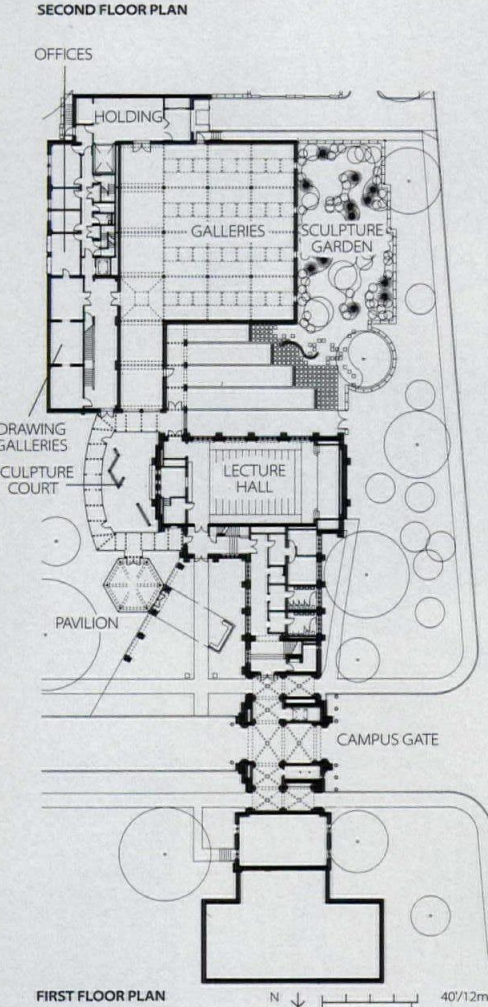 SECOND FLOOR PLAN
OFFICES
HOLDING
GALLERIES
SCULPTURE
GARDEN
DRAWING
GALLERIES
SCULPTURE
COURT
LECTURE
HALL
PAVILION
CAMPUS GATE
FIRST FLOOR PLAN
N
40'/12m